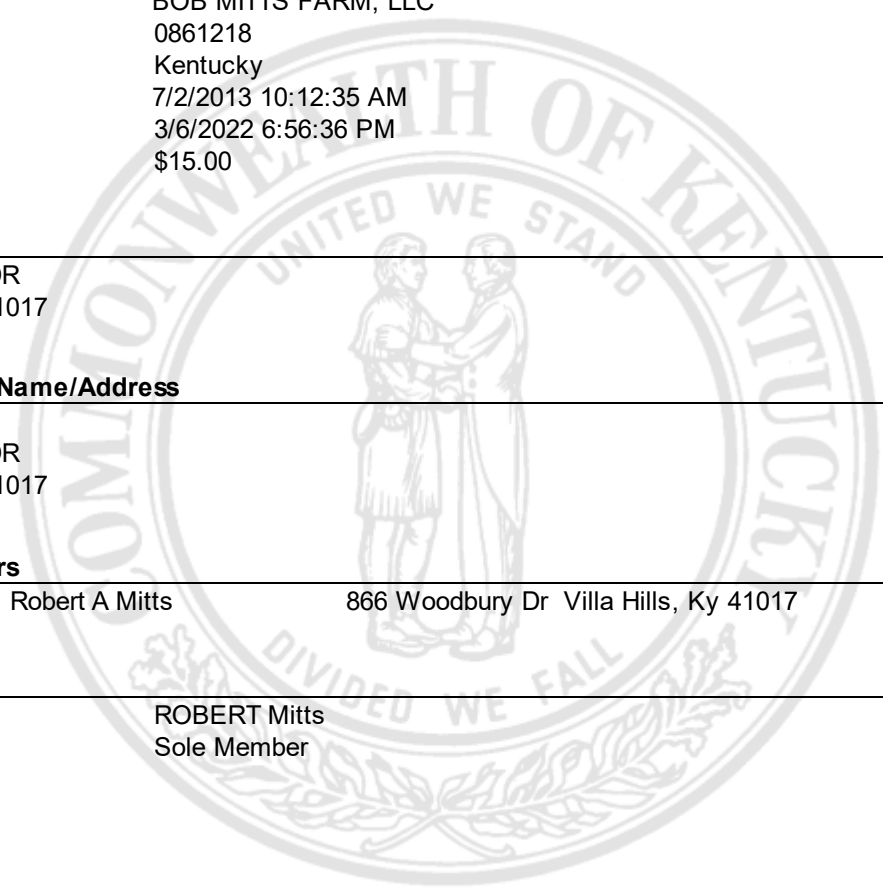 BOB MITTS FARM, LLC
0861218
Kentucky
7/2/2013 10:12:35 AM
3/6/2022 6:56:36 PM
$15.00
COMMONWEALTH OF KENTUCKY
UNITED WE STAND
DR
1017
Name/Address
DR
1017
rs
Robert A Mitts 866 Woodbury Dr Villa Hills, Ky 41017
DIVIDED WE FALL
ROBERT Mitts
Sole Member